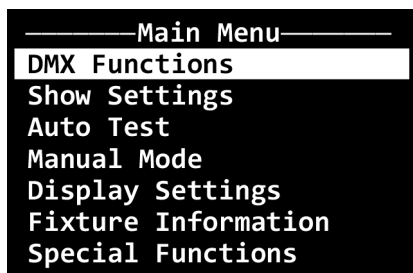 Main Menu
DMX Functions
Show Settings
Auto Test
Manual Mode
Display Settings
Fixture Information
Special Functions